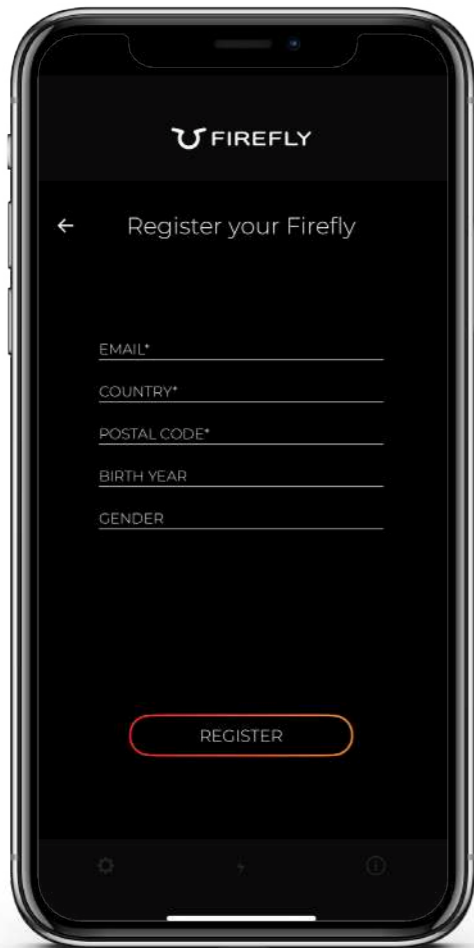 FIREFLY
Register your Firefly
EMAIL*
COUNTRY*
POSTAL CODE*
BIRTH YEAR
GENDER
REGISTER